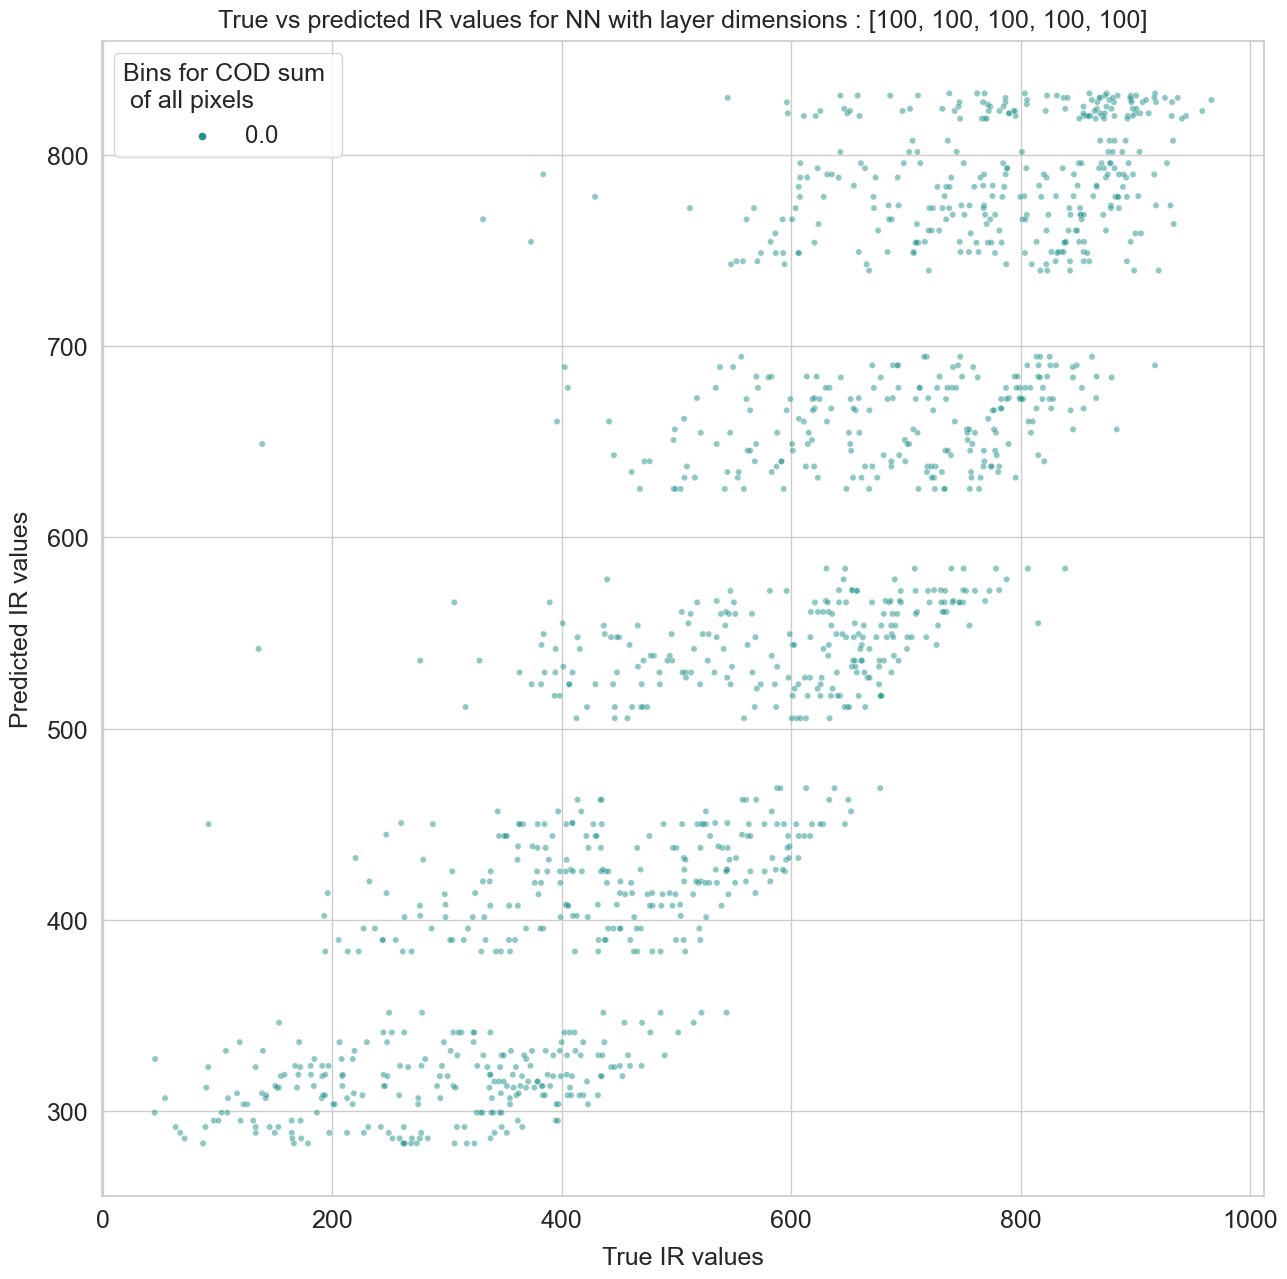 True vs predicted IR values for NN with layer dimensions : [100, 100, 100, 100, 100]
Bins for COD sum
of all pixels
0.0
800
700
600
500
400
300
Predicted IR values
0 200 400 600 800 1000
True IR values